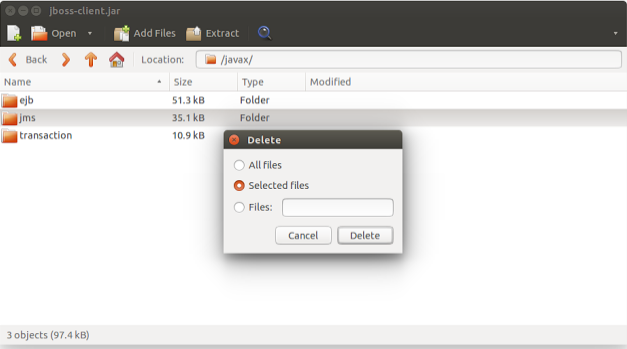 jboss-client.jar
Open Add Files Extract
Back Location: /javax/
Name Size Type Modified
ejb 51.3 kB Folder
jms 35.1 kB Folder
transaction 10.9 kB
Delete
All files
Selected files
Files:
Cancel Delete
3 objects (97.4 kB)